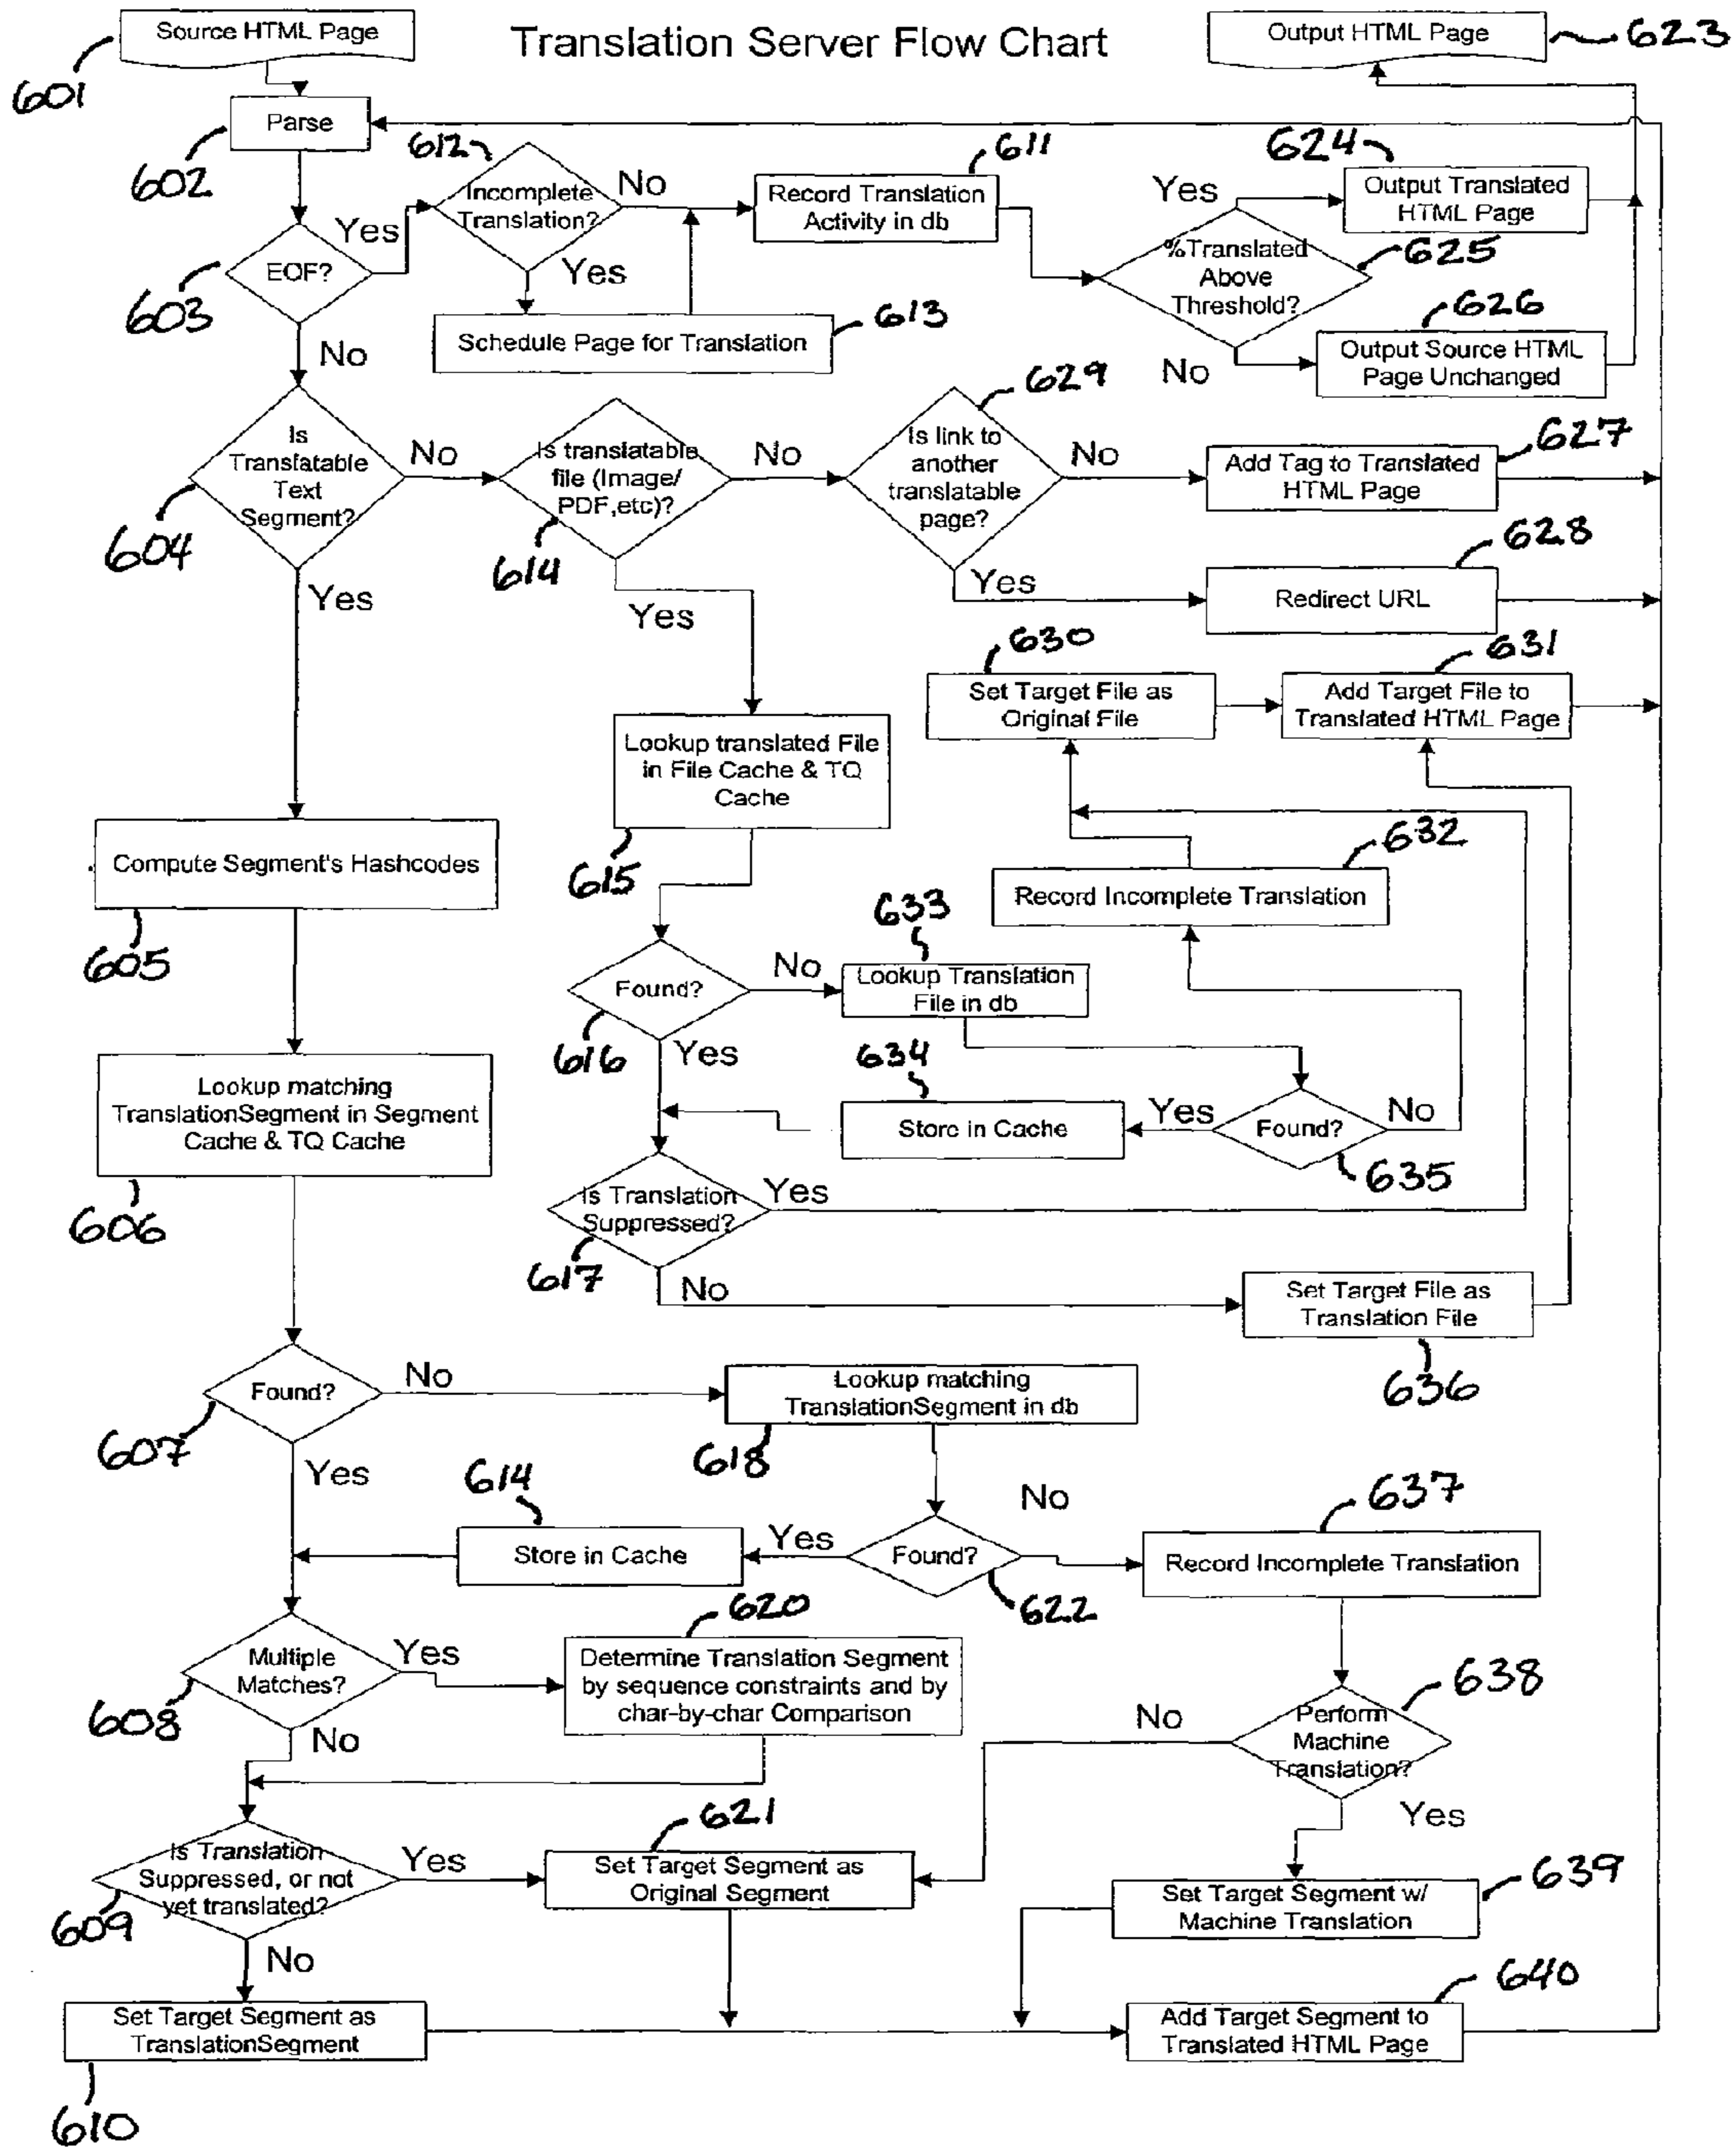 Translation Server Flow Chart
Source HTML Page
601
Output HTML Page
623
Parse
602
612
Incomplete
Translation?
No
Yes
611
Record Translation
Activity in db
624
Yes
Output Translated
HTML Page
%Translated
Above
Threshold?
625
No
626
Output Source HTML
Page Unchanged
EOF?
603
Yes
No
Schedule Page for Translation
613
Is
Translatable
Text
Segment?
604
No
Yes
Is translatable
file (Image/
PDF,etc)?
614
No
Yes
629
Is link to
another
translatable
page?
No
Yes
627
Add Tag to Translated
HTML Page
628
Redirect URL
630
Set Target File as
Original File
631
Add Target File to
Translated HTML Page
Lookup translated File
in File Cache & TQ
Cache
615
Compute Segment's Hashcodes
605
632
Record Incomplete Translation
633
Found?
616
No
Yes
Lookup Translation
File in db
634
Store in Cache
Yes
Found?
No
635
Lookup matching
TranslationSegment in Segment
Cache & TQ Cache
606
Is Translation
Suppressed?
617
Yes
No
Set Target File as
Translation File
636
Found?
607
No
Yes
Lookup matching
TranslationSegment in db
618
614
Store in Cache
Yes
Found?
No
622
637
Record Incomplete Translation
Multiple
Matches?
608
Yes
No
620
Determine Translation Segment
by sequence constraints and by
char-by-char Comparison
638
Perform
Machine
Translation?
No
Yes
Is Translation
Suppressed, or not
yet translated?
609
Yes
No
621
Set Target Segment as
Original Segment
639
Set Target Segment w/
Machine Translation
Set Target Segment as
TranslationSegment
610
640
Add Target Segment to
Translated HTML Page